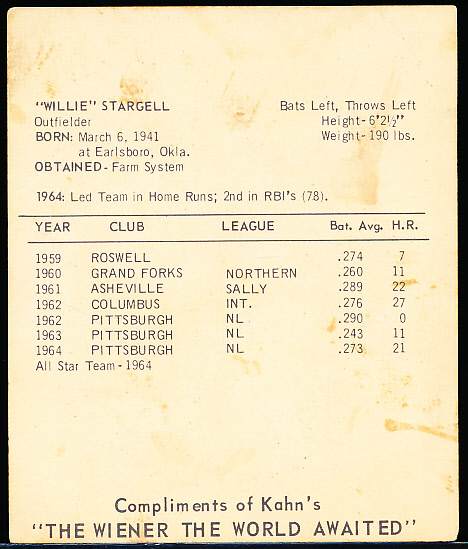 "WILLIE" STARGELL Bats Left, Throws Left
Outfielder Height- 6'2½"
BORN: March 6, 1941 Weight- 190 lbs.
at Earlsboro, Okla.
OBTAINED- Farm System
1964: Led Team in Home Runs; 2nd in RBI's (78).
YEAR CLUB LEAGUE Bat. Avg. H.R.
1959 ROSWELL .274 7
1960 GRAND FORKS NORTHERN .260 11
1961 ASHEVILLE SALLY .289 22
1962 COLUMBUS INT. .276 27
1962 PITTSBURGH NL .290 0
1963 PITTSBURGH NL .243 11
1964 PITTSBURGH NL .273 21
All Star Team - 1964
Compliments of Kahn's
"THE WIENER THE WORLD AWAITED"